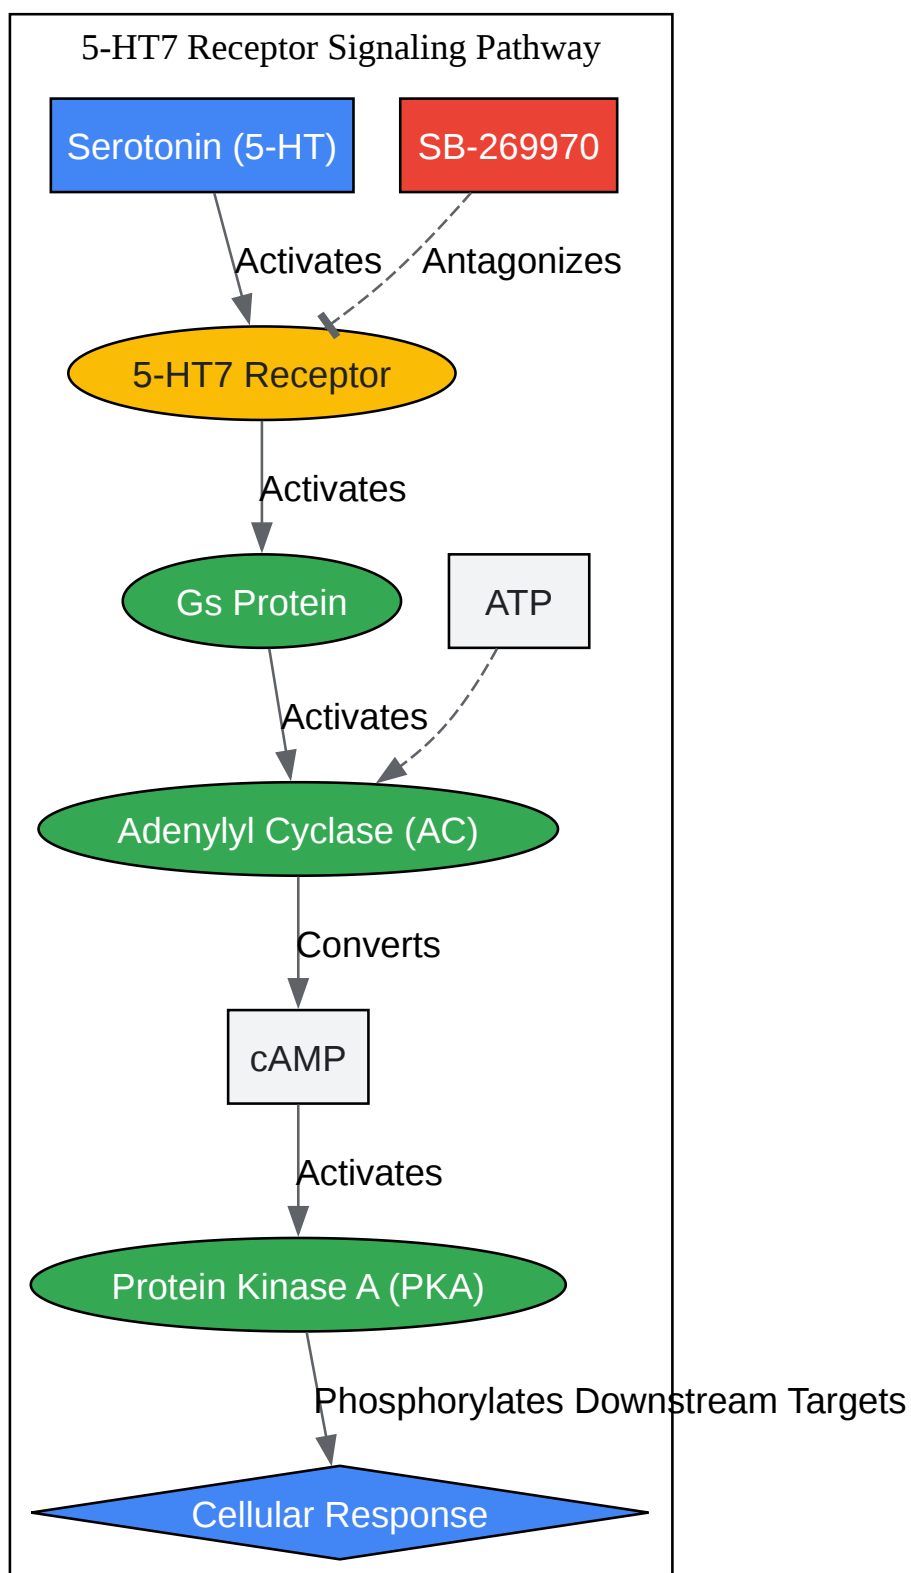 5-HT7 Receptor Signaling Pathway
Serotonin (5-HT)
SB-269970
Activates
Antagonizes
5-HT7 Receptor
Activates
Gs Protein
ATP
Activates
Adenylyl Cyclase (AC)
Converts
cAMP
Activates
Protein Kinase A (PKA)
Phosphorylates Downstream Targets
Cellular Response